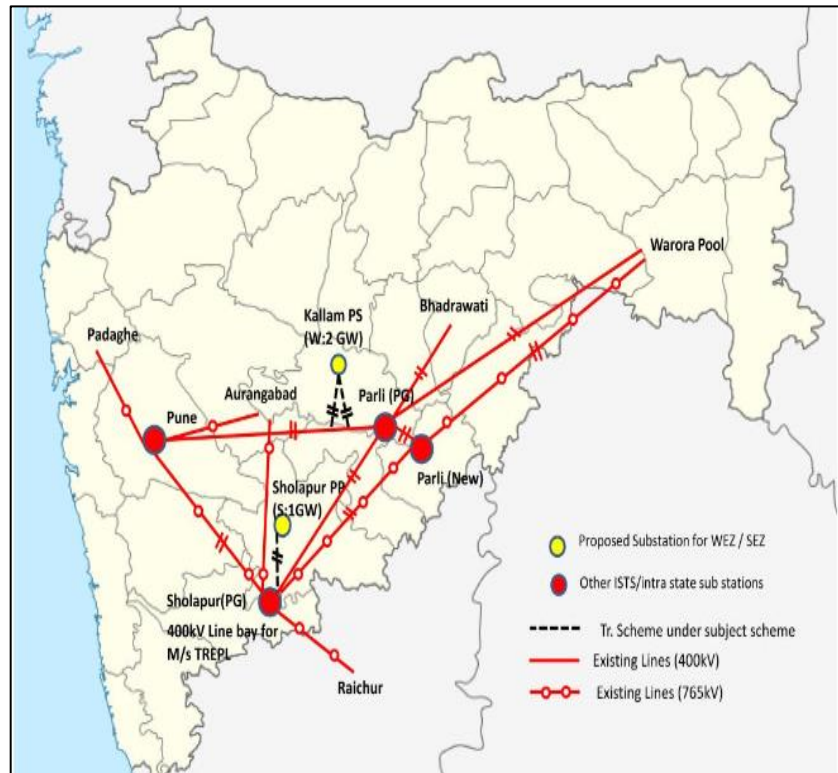 Warora Pool
Bhadrawati
Kallam PS
(W:2 GW)
Padaghe
Aurangabad
Parli (PG)
Pune
Parli (New)
Sholapur PP
(S:1GW)
Sholapur(PG)
400kV Line bay for
M/s TREPL
Raichur
Proposed Substation for WEZ / SEZ
Other ISTS/intra state sub stations
Tr. Scheme under subject scheme
Existing Lines (400kV)
Existing Lines (765kV)